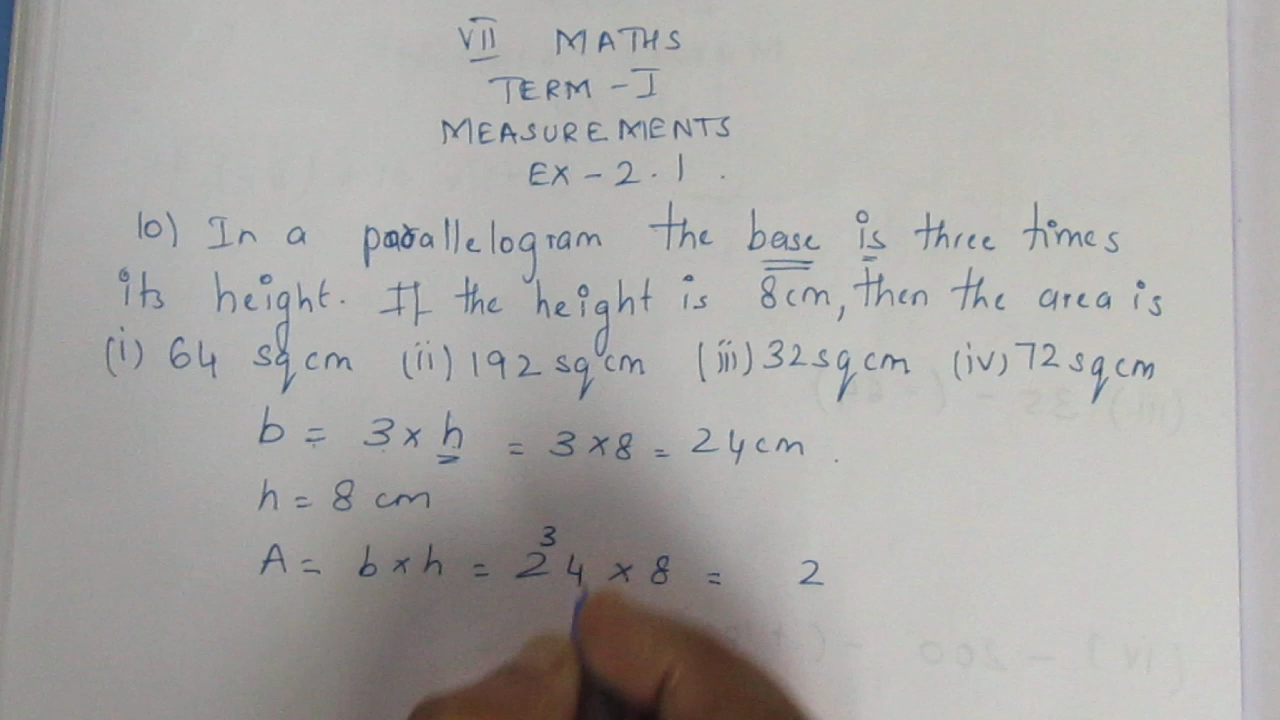 VII MATHS
TERM - I
MEASUREMENTS
EX - 2.1.
10) In a parallelogram the base is three times
its height. If the height is 8cm, then the area is
(i) 64 sq cm (ii) 192 sq cm (iii) 32 sq cm (iv) 72 sq cm
b = 3 × h = 3 × 8 = 24 cm.
h = 8 cm
3
A = b × h = 24 × 8 = 2